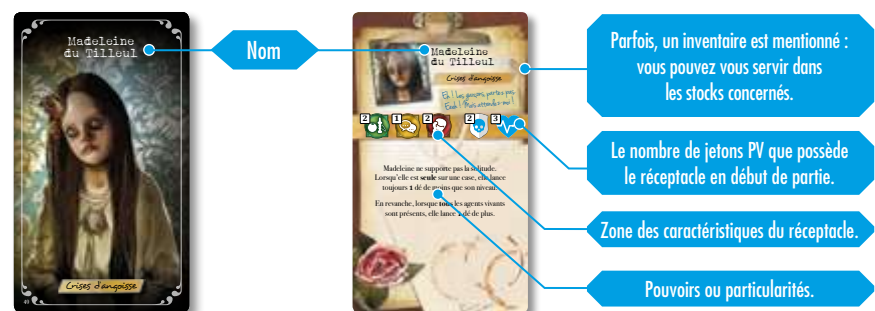 Madeleine
du Tilleul
Crises d'angoisse
Nom
Madeleine
du Tilleul
Crises d'angoisse
2 1 2 2 3
Madeleine ne supporte pas la solitude.
Lorsqu'elle est seule sur une case, elle lance
toujours 1 dé de moins que son niveau.
En revanche, lorsque tous les agents vivants
sont présents, elle lance 1 dé de plus.
Parfois, un inventaire est mentionné :
vous pouvez vous servir dans
les stocks concernés.
Le nombre de jetons PV que possède
le réceptacle en début de partie.
Zone des caractéristiques du réceptacle.
Pouvoirs ou particularités.